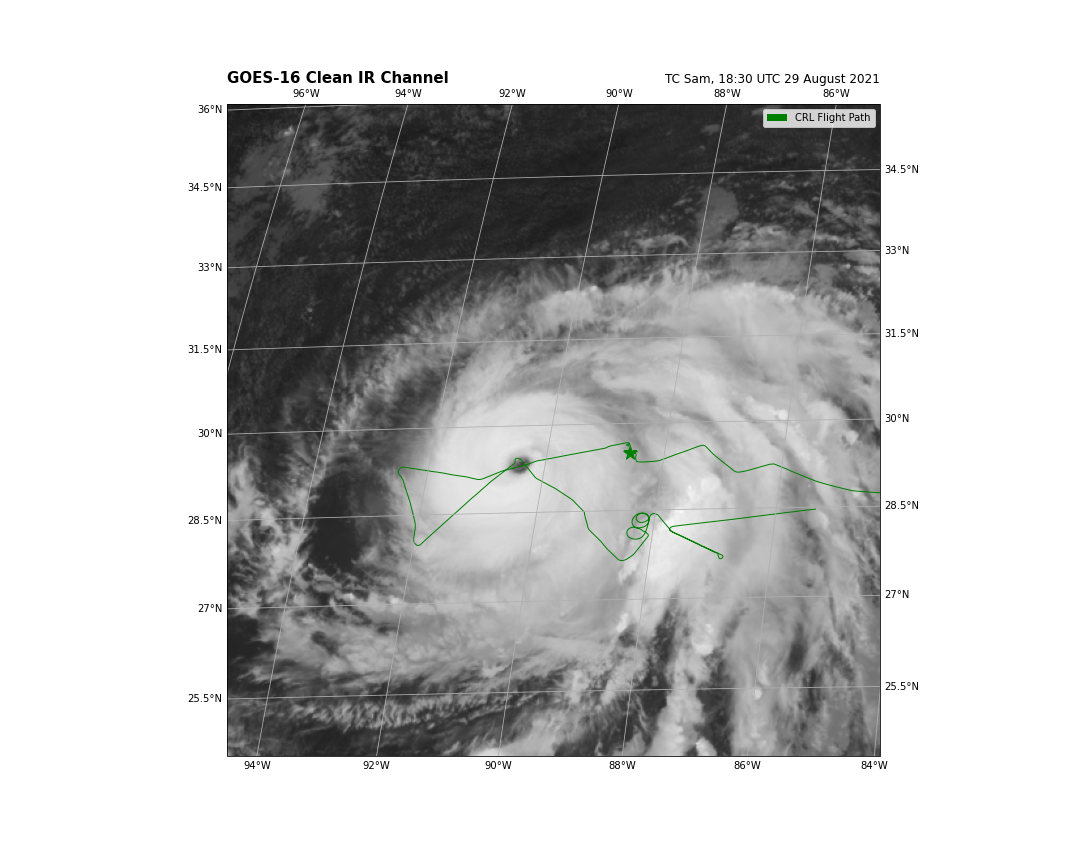 GOES-16 Clean IR Channel
TC Sam, 18:30 UTC 29 August 2021
96°W 94°W 92°W 90°W 88°W 86°W
CRL Flight Path
36°N
34.5°N 34.5°N
33°N 33°N
31.5°N 31.5°N
30°N 30°N
28.5°N 28.5°N
27°N 27°N
25.5°N 25.5°N
94°W 92°W 90°W 88°W 86°W 84°W